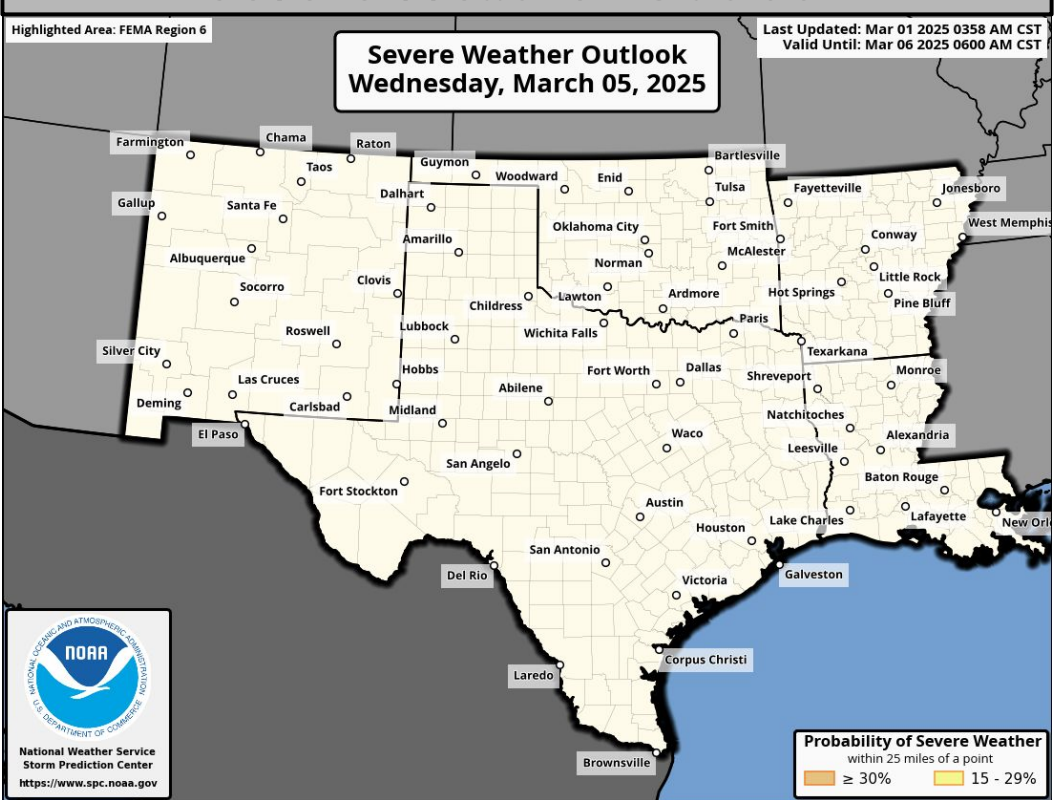 Highlighted Area: FEMA Region 6
Severe Weather Outlook
Wednesday, March 05, 2025
Last Updated: Mar 01 2025 0358 AM CST
Valid Until: Mar 06 2025 0600 AM CST
Farmington
Chama
Raton
Taos
Guymon
Woodward
Enid
Bartlesville
Tulsa
Fayetteville
Jonesboro
Gallup
Santa Fe
Dalhart
Oklahoma City
Fort Smith
Conway
West Memphis
Albuquerque
Amarillo
Norman
McAlester
Little Rock
Socorro
Clovis
Childress
Lawton
Ardmore
Hot Springs
Pine Bluff
Roswell
Lubbock
Wichita Falls
Paris
Texarkana
Silver City
Las Cruces
Hobbs
Abilene
Fort Worth
Dallas
Shreveport
Monroe
Deming
Carlsbad
Midland
Natchitoches
El Paso
San Angelo
Waco
Leesville
Alexandria
Fort Stockton
Austin
Baton Rouge
Houston
Lake Charles
Lafayette
New Orl
Del Rio
San Antonio
Victoria
Galveston
Laredo
Corpus Christi
Brownsville
NATIONAL OCEANIC AND ATMOSPHERIC ADMINISTRATION
NOAA
U.S. DEPARTMENT OF COMMERCE
National Weather Service
Storm Prediction Center
https://www.spc.noaa.gov
Probability of Severe Weather
within 25 miles of a point
≥ 30%
15 - 29%